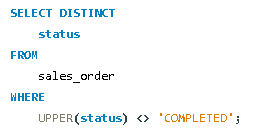 SELECT DISTINCT
status
FROM
sales_order
WHERE
UPPER(status) <> 'COMPLETED';